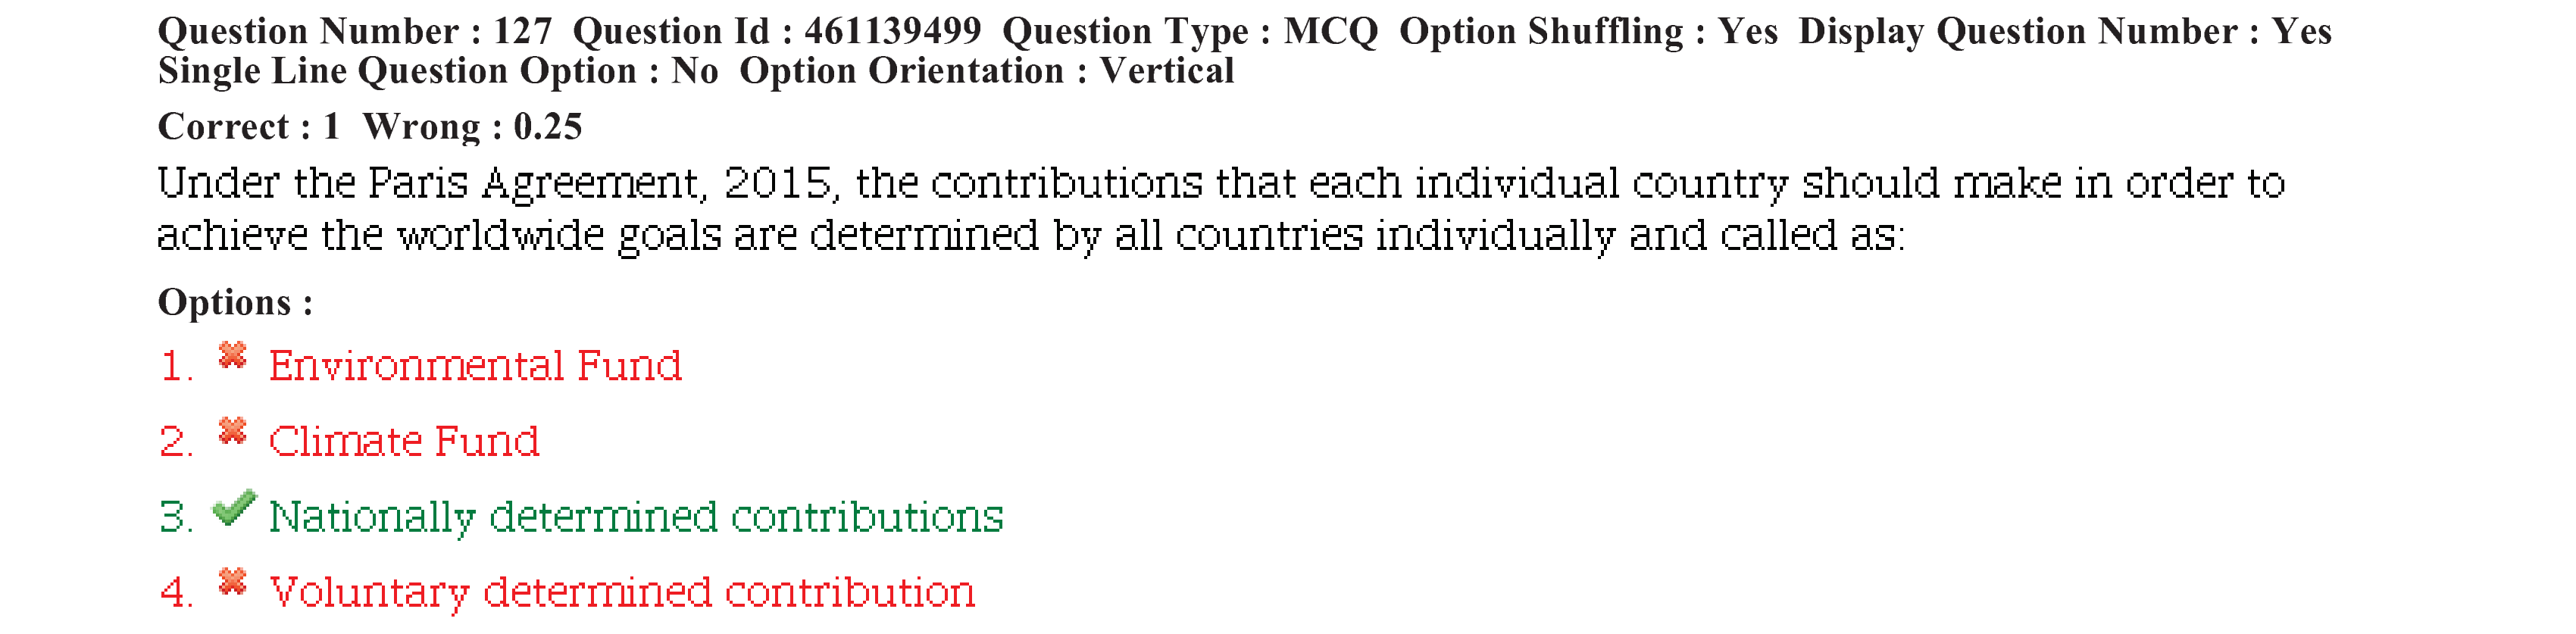 Question Number : 127 Question Id : 461139499 Question Type : MCQ Option Shuffling : Yes Display Question Number : Yes
Single Line Question Option : No Option Orientation : Vertical
Correct : 1 Wrong : 0.25
Under the Paris Agreement, 2015, the contributions that each individual country should make in order to
achieve the worldwide goals are determined by all countries individually and called as:
Options :
1. Environmental Fund
2. Climate Fund
3. Nationally determined contributions
4. Voluntary determined contribution